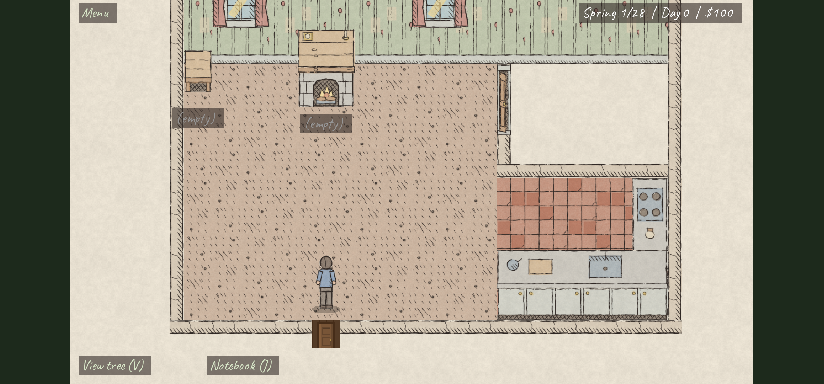 Menu
Spring 1/28 | Day 0 | $100
(empty)
(empty)
View tree (V)
Notebook (J)